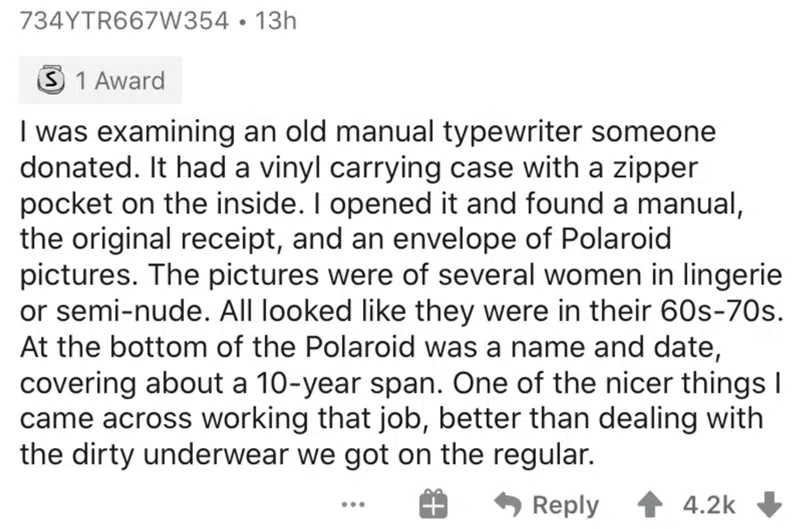 734YTR667W354 • 13h
S 1 Award
I was examining an old manual typewriter someone
donated. It had a vinyl carrying case with a zipper
pocket on the inside. I opened it and found a manual,
the original receipt, and an envelope of Polaroid
pictures. The pictures were of several women in lingerie
or semi-nude. All looked like they were in their 60s-70s.
At the bottom of the Polaroid was a name and date,
covering about a 10-year span. One of the nicer things I
came across working that job, better than dealing with
the dirty underwear we got on the regular.
... Reply 4.2k